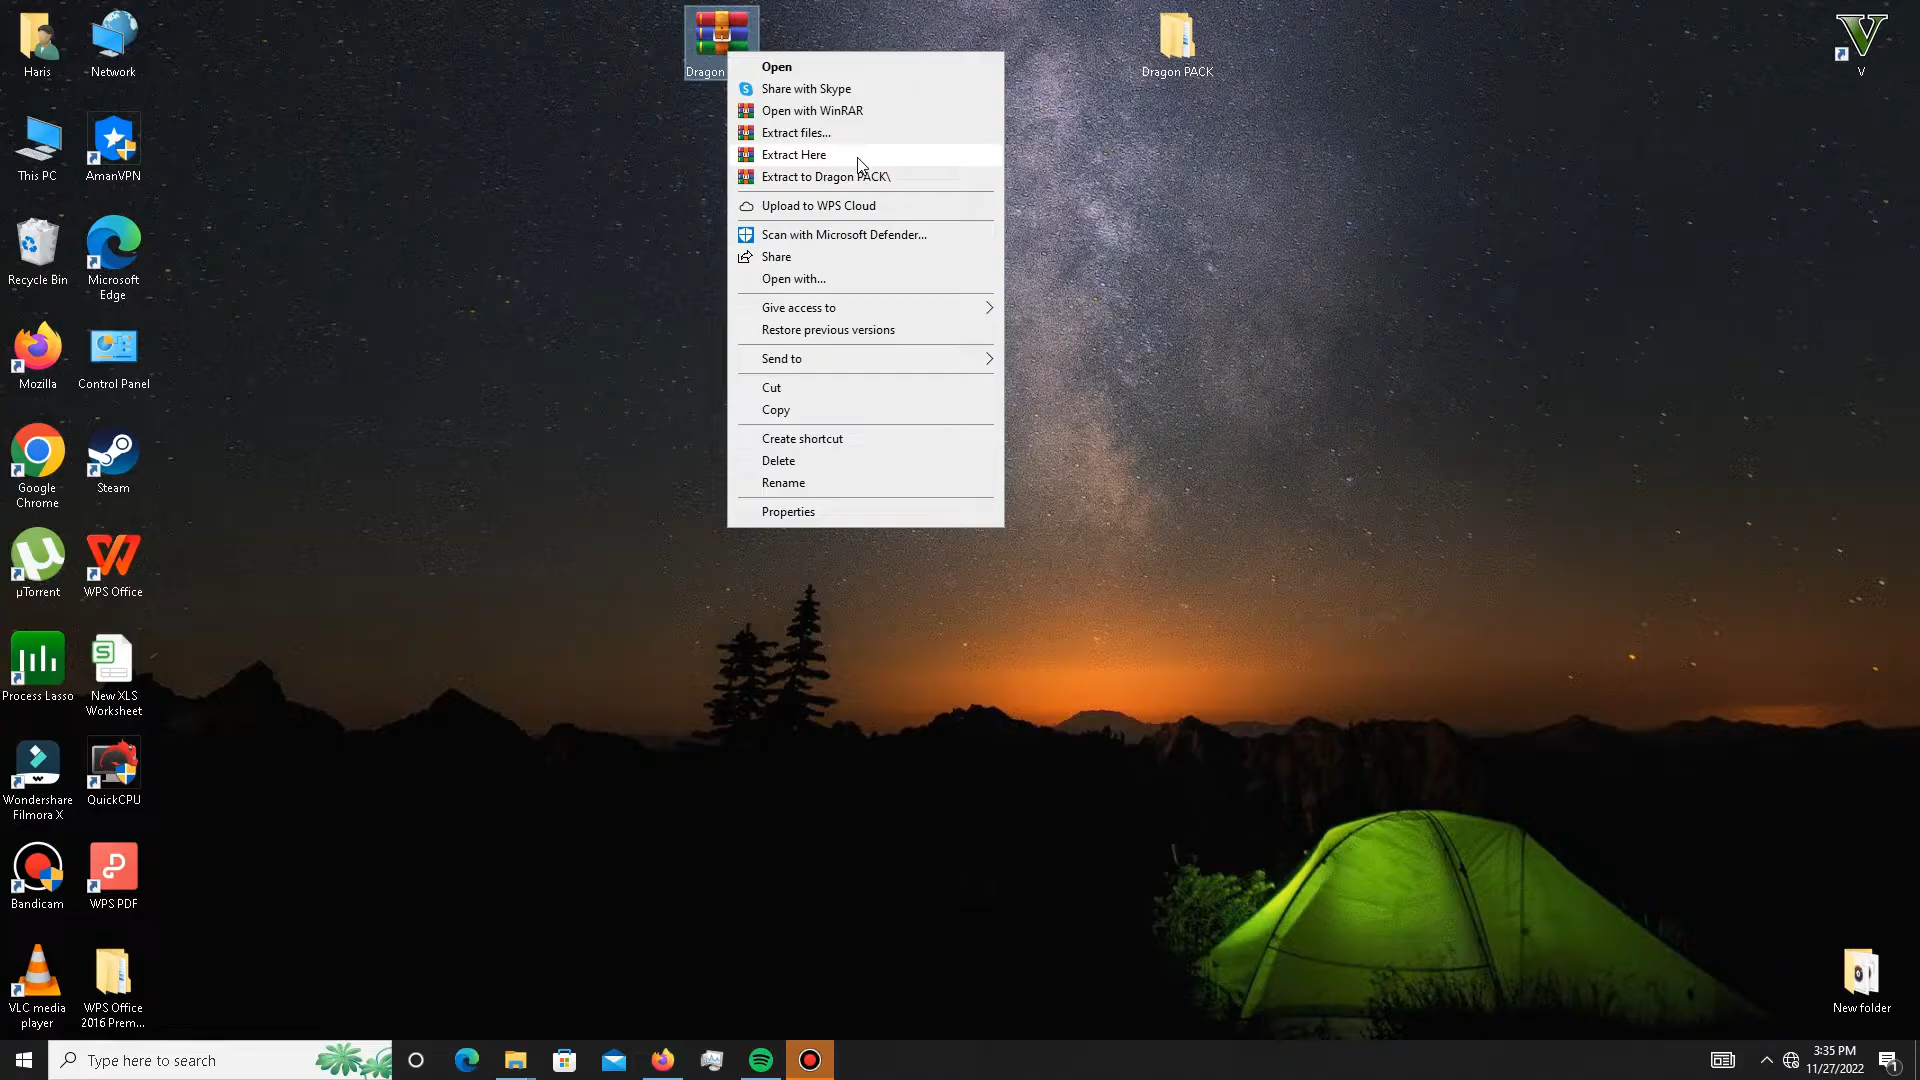 Haris
Network
This PC
AmanVPN
Recycle Bin
Microsoft
Edge
Mozilla
Control Panel
Google
Chrome
Steam
µTorrent
WPS Office
Process Lasso
New XLS
Worksheet
Wondershare
Filmora X
QuickCPU
Bandicam
WPS PDF
VLC media
player
WPS Office
2016 Prem...
Dragon
Open
Share with Skype
Open with WinRAR
Extract files...
Extract Here
Extract to Dragon PACK\
Upload to WPS Cloud
Scan with Microsoft Defender...
Share
Open with...
Give access to
Restore previous versions
Send to
Cut
Copy
Create shortcut
Delete
Rename
Properties
Dragon PACK
V
New folder
Type here to search
3:35 PM
11/27/2022
1